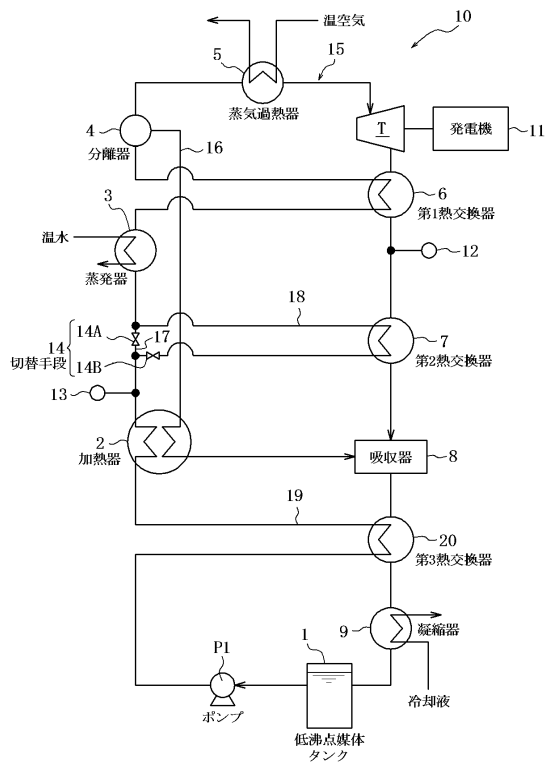 温空気
10
5
15
蒸気過熱器
4
T
発電機
11
分離器
16
3
6
第1熱交換器
温水
12
蒸発器
18
14A
17
7
14
第2熱交換器
切替手段
14B
13
2
加熱器
吸収器
8
19
20
第3熱交換器
9
凝縮器
P1
1
冷却液
ポンプ
低沸点媒体
タンク